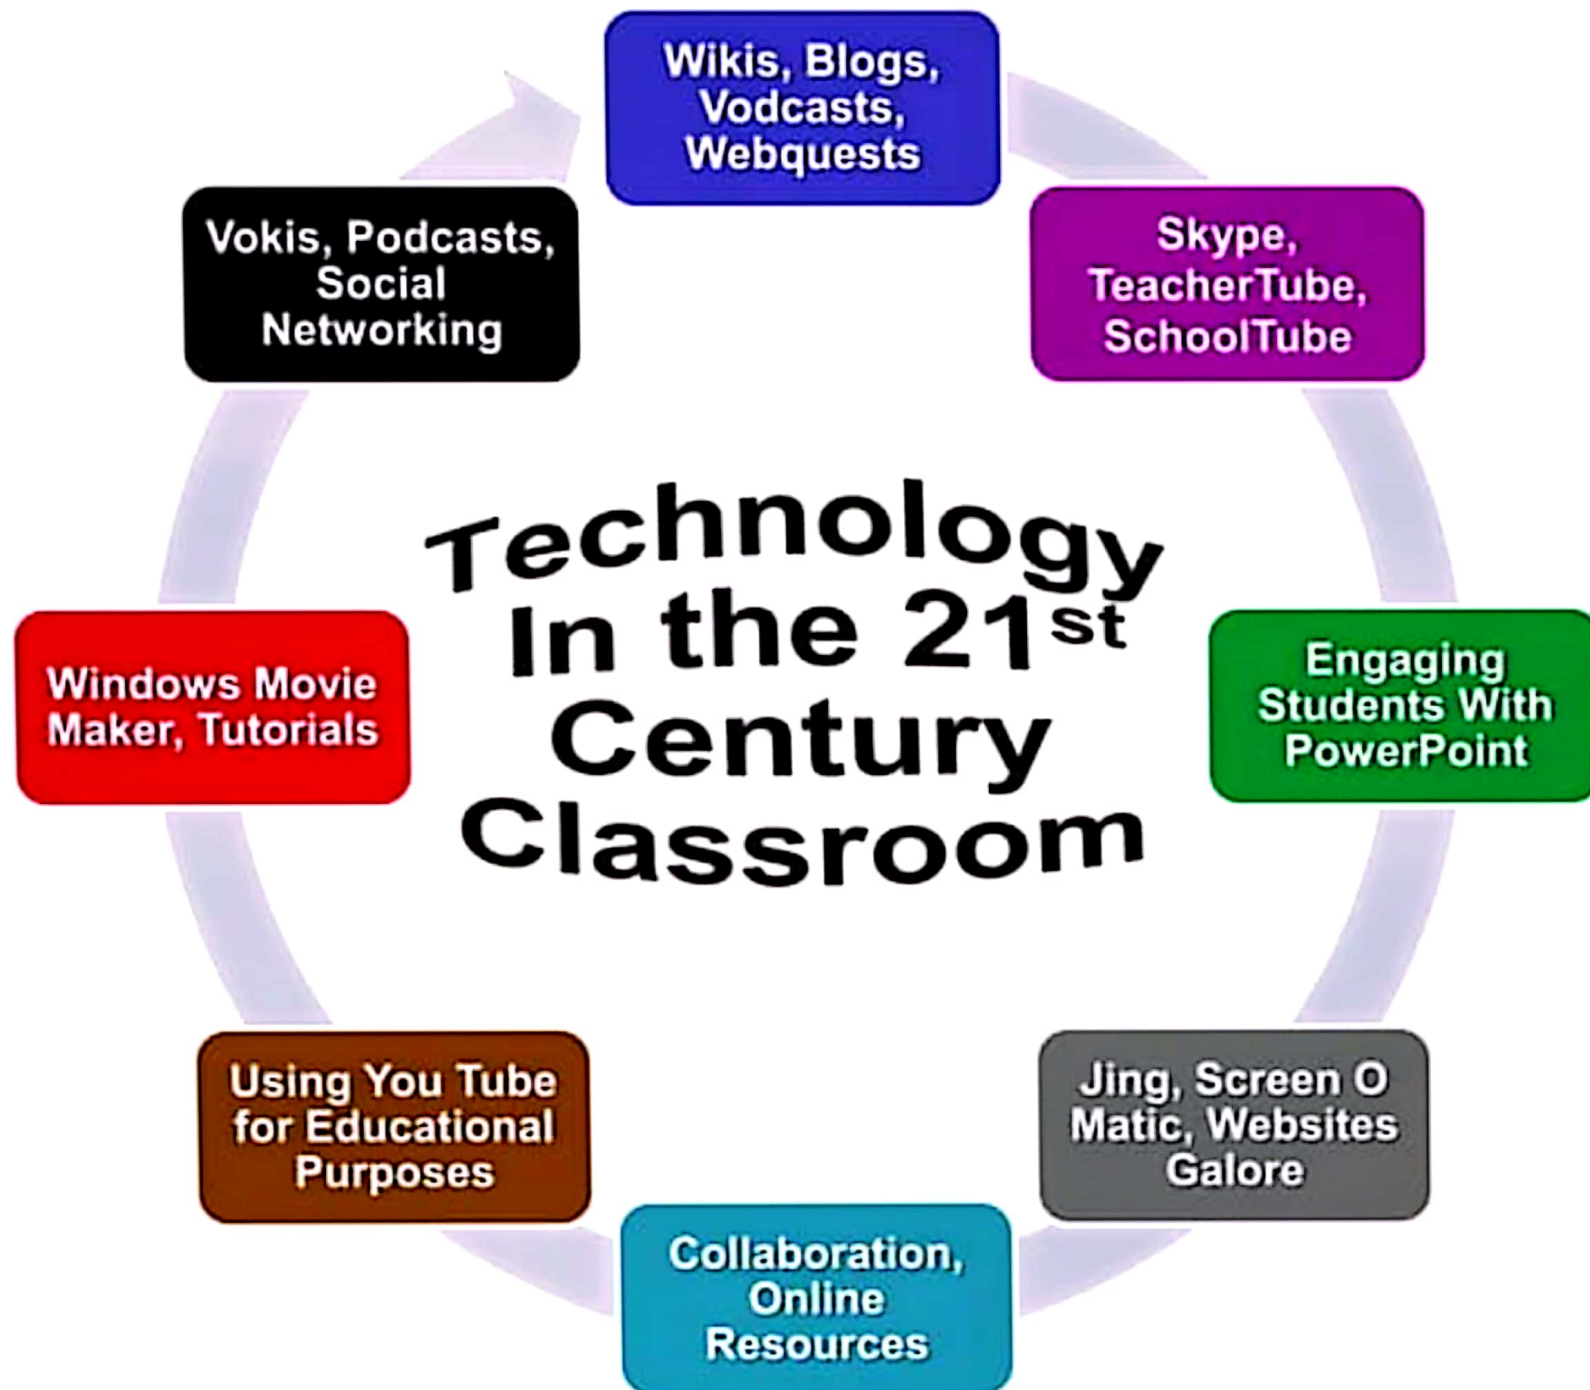 Wikis, Blogs,
Vodcasts,
Webquests
Skype,
TeacherTube,
SchoolTube
Engaging
Students With
PowerPoint
Jing, Screen O
Matic, Websites
Galore
Collaboration,
Online
Resources
Using You Tube
for Educational
Purposes
Windows Movie
Maker, Tutorials
Vokis, Podcasts,
Social
Networking
Technology
In the 21st
Century
Classroom